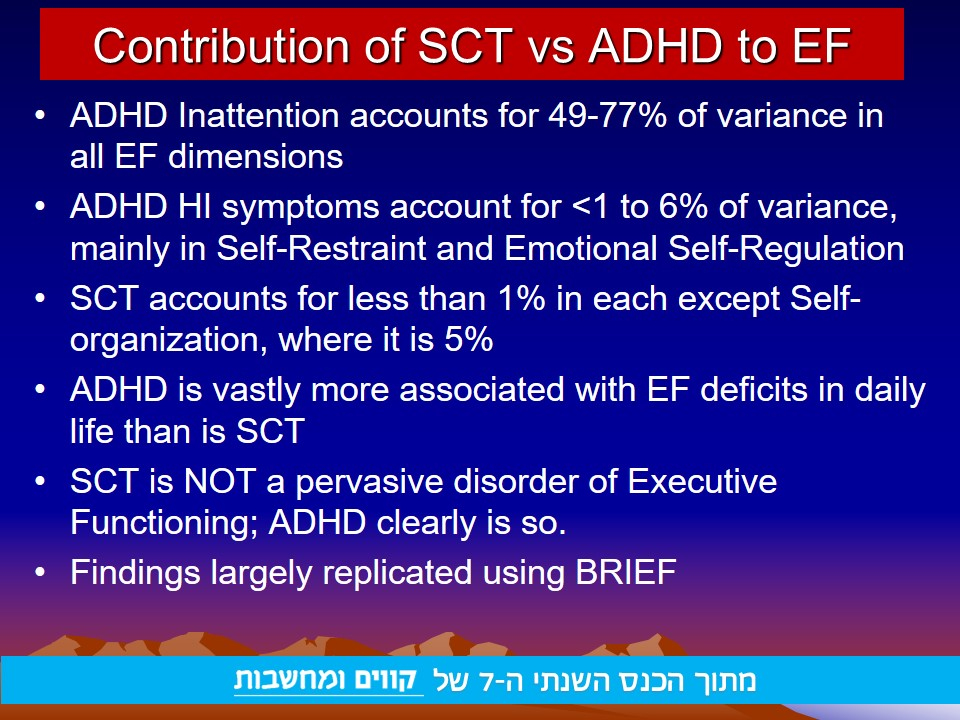 Contribution of SCT vs ADHD to EF
• ADHD Inattention accounts for 49-77% of variance in
all EF dimensions
• ADHD HI symptoms account for <1 to 6% of variance,
mainly in Self-Restraint and Emotional Self-Regulation
• SCT accounts for less than 1% in each except Self-
organization, where it is 5%
• ADHD is vastly more associated with EF deficits in daily
life than is SCT
• SCT is NOT a pervasive disorder of Executive
Functioning; ADHD clearly is so.
• Findings largely replicated using BRIEF
מתוך הכנס השנתי ה-7 של קווים ומחשבות